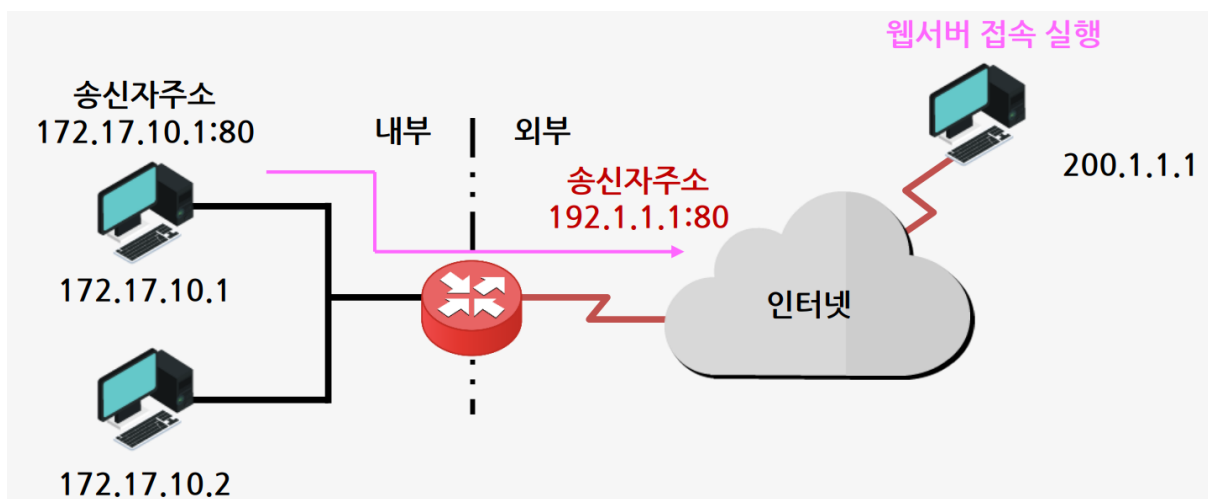 웹서버 접속 실행
송신자주소
172.17.10.1:80
내부
외부
송신자주소
192.1.1.1:80
200.1.1.1
172.17.10.1
인터넷
172.17.10.2